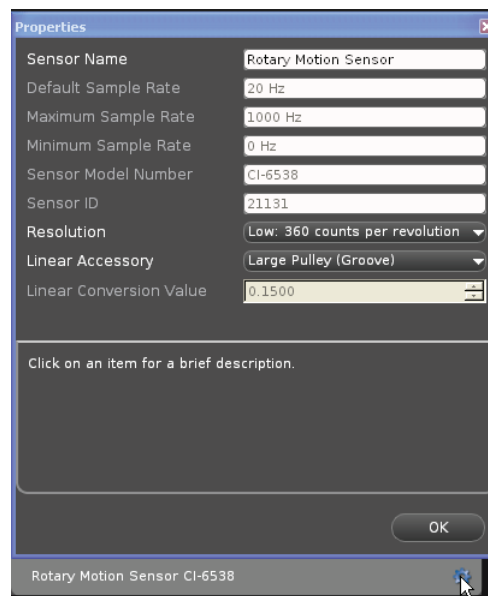 Properties
Sensor Name Rotary Motion Sensor
Default Sample Rate 20 Hz
Maximum Sample Rate 1000 Hz
Minimum Sample Rate 0 Hz
Sensor Model Number CI-6538
Sensor ID 21131
Resolution Low: 360 counts per revolution
Linear Accessory Large Pulley (Groove)
Linear Conversion Value 0.1500
Click on an item for a brief description.
OK
Rotary Motion Sensor CI-6538